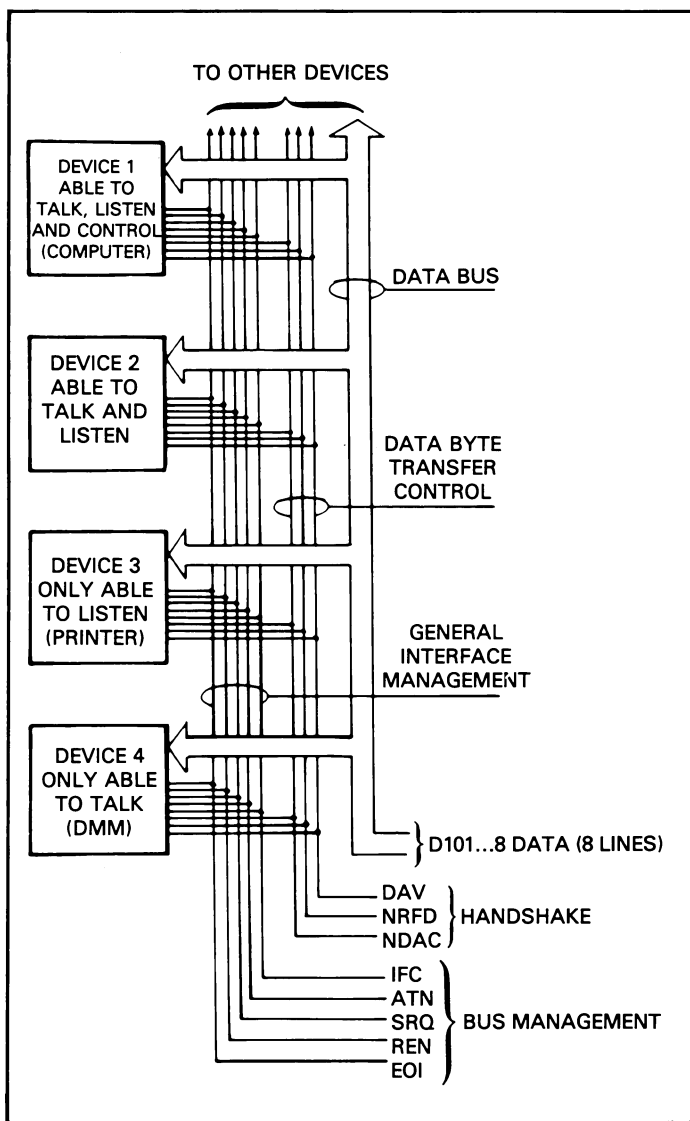 TO OTHER DEVICES
DEVICE 1
ABLE TO
TALK, LISTEN
AND CONTROL
(COMPUTER)
DATA BUS
DEVICE 2
ABLE TO
TALK AND
LISTEN
DATA BYTE
TRANSFER
CONTROL
DEVICE 3
ONLY ABLE
TO LISTEN
(PRINTER)
GENERAL
INTERFACE
MANAGEMENT
DEVICE 4
ONLY ABLE
TO TALK
(DMM)
D101...8 DATA (8 LINES)
DAV
NRFD
NDAC
HANDSHAKE
IFC
ATN
SRQ
REN
EOI
BUS MANAGEMENT